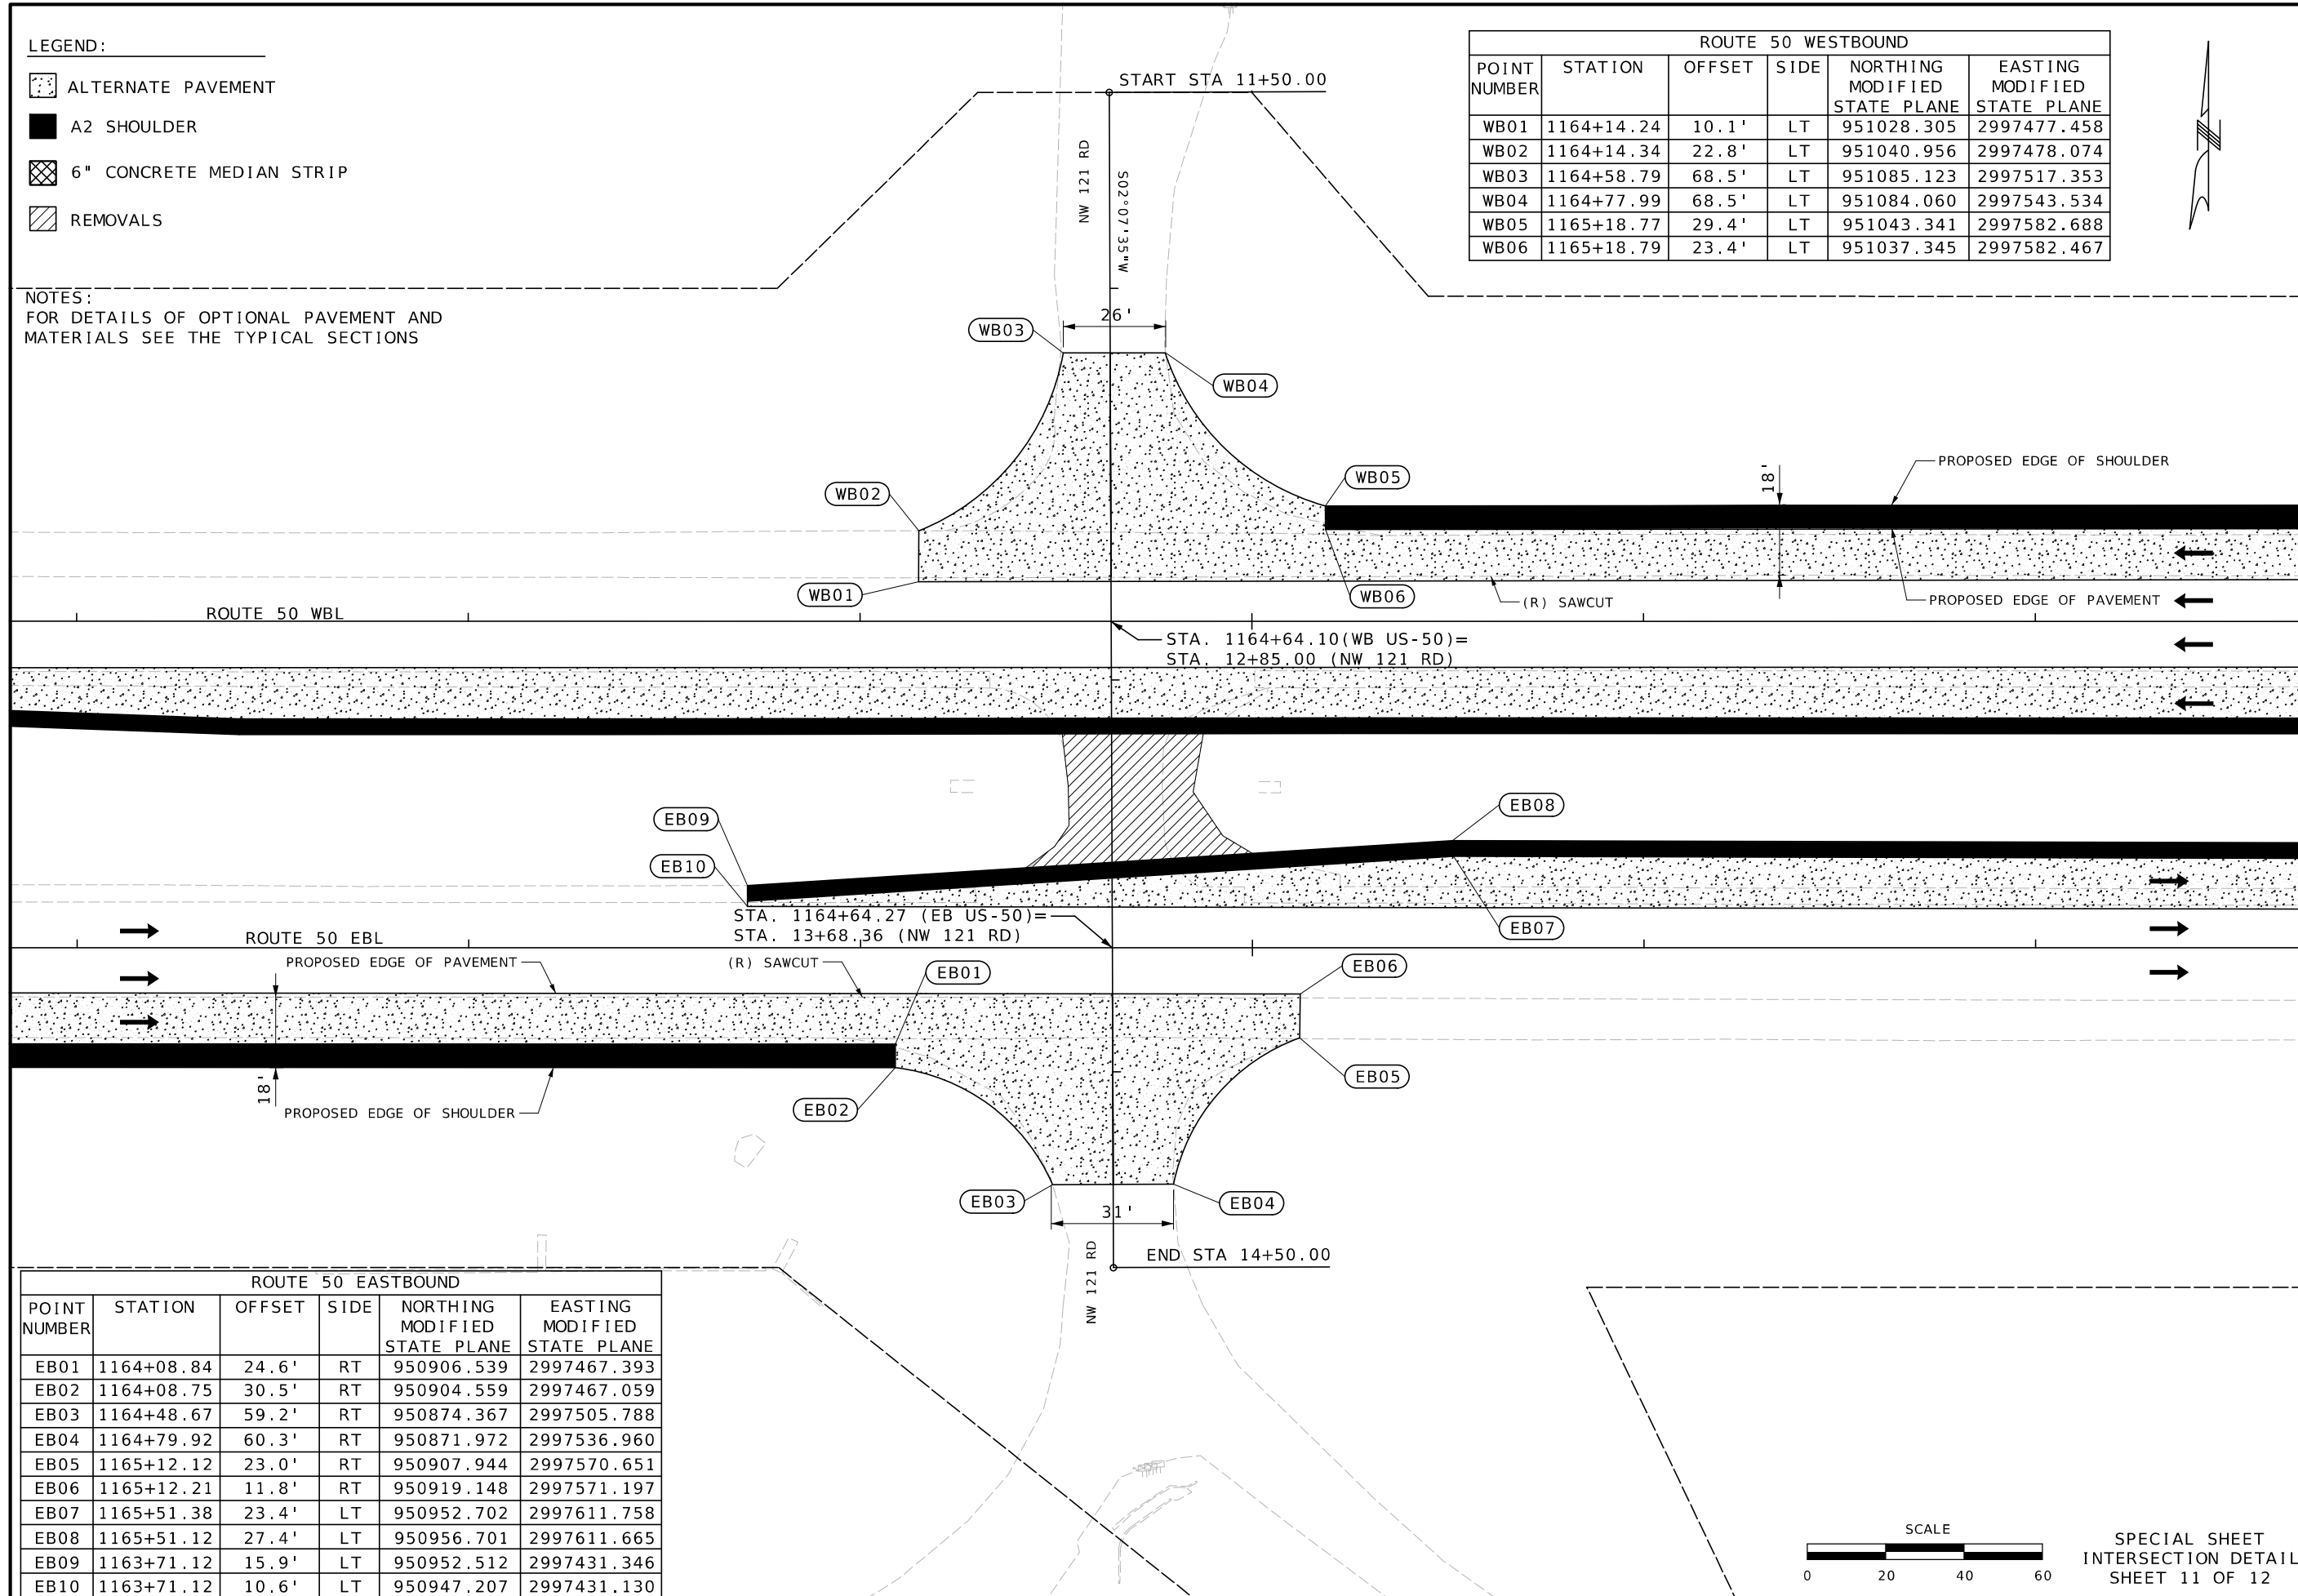 LEGEND:
ALTERNATE PAVEMENT
A2 SHOULDER
6" CONCRETE MEDIAN STRIP
REMOVALS
NOTES:
FOR DETAILS OF OPTIONAL PAVEMENT AND
MATERIALS SEE THE TYPICAL SECTIONS
START STA 11+50.00
NW 121 RD
S02°07'35"W
ROUTE 50 WESTBOUND
POINT NUMBER STATION OFFSET SIDE NORTHING MODIFIED STATE PLANE EASTING MODIFIED STATE PLANE
WB01 1164+14.24 10.1' LT 951028.305 2997477.458
WB02 1164+14.34 22.8' LT 951040.956 2997478.074
WB03 1164+58.79 68.5' LT 951085.123 2997517.353
WB04 1164+77.99 68.5' LT 951084.060 2997543.534
WB05 1165+18.77 29.4' LT 951043.341 2997582.688
WB06 1165+18.79 23.4' LT 951037.345 2997582.467
26'
WB03
WB04
WB02
WB05
18'
PROPOSED EDGE OF SHOULDER
WB01
WB06
(R) SAWCUT
PROPOSED EDGE OF PAVEMENT
ROUTE 50 WBL
STA. 1164+64.10(WB US-50)=
STA. 12+85.00 (NW 121 RD)
EB09
EB08
EB10
STA. 1164+64.27 (EB US-50)=
STA. 13+68.36 (NW 121 RD)
EB07
ROUTE 50 EBL
PROPOSED EDGE OF PAVEMENT
(R) SAWCUT
EB01
EB06
18'
PROPOSED EDGE OF SHOULDER
EB02
EB05
EB03
EB04
31'
NW 121 RD
END STA 14+50.00
ROUTE 50 EASTBOUND
POINT NUMBER STATION OFFSET SIDE NORTHING MODIFIED STATE PLANE EASTING MODIFIED STATE PLANE
EB01 1164+08.84 24.6' RT 950906.539 2997467.393
EB02 1164+08.75 30.5' RT 950904.559 2997467.059
EB03 1164+48.67 59.2' RT 950874.367 2997505.788
EB04 1164+79.92 60.3' RT 950871.972 2997536.960
EB05 1165+12.12 23.0' RT 950907.944 2997570.651
EB06 1165+12.21 11.8' RT 950919.148 2997571.197
EB07 1165+51.38 23.4' LT 950952.702 2997611.758
EB08 1165+51.12 27.4' LT 950956.701 2997611.665
EB09 1163+71.12 15.9' LT 950952.512 2997431.346
EB10 1163+71.12 10.6' LT 950947.207 2997431.130
SCALE
0 20 40 60
SPECIAL SHEET
INTERSECTION DETAIL
SHEET 11 OF 12